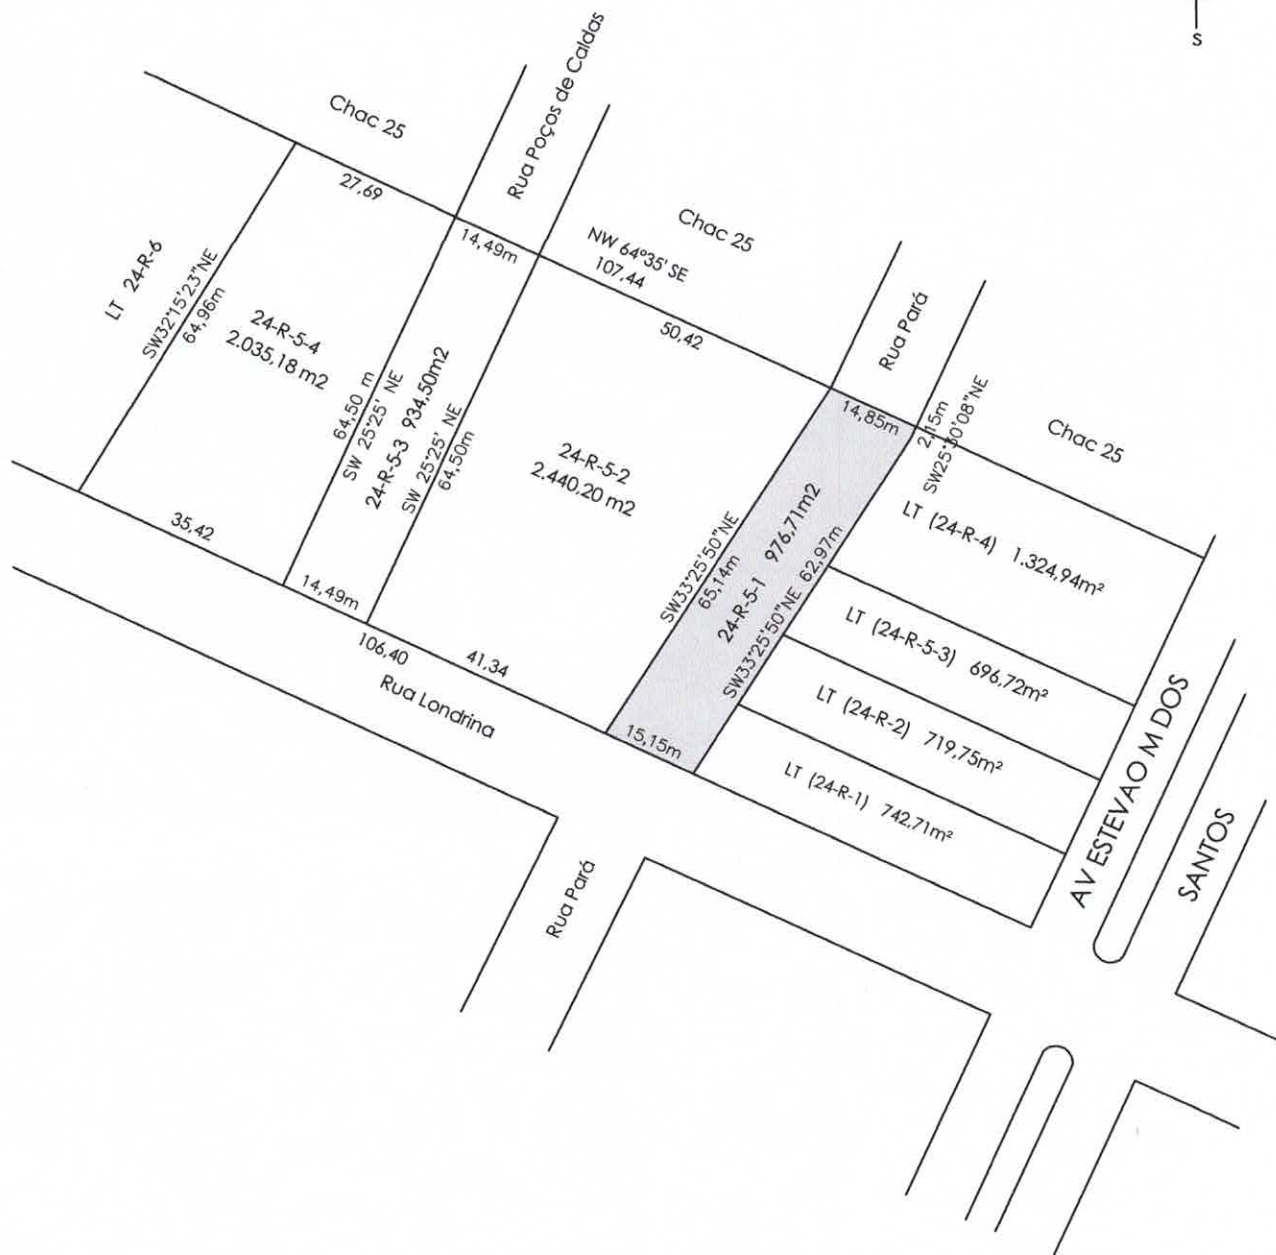 S
Chac 25
Rua Poços de Caldas
27,69
14,49m
Chac 25
NW 64°35' SE
107,44
50,42
Rua Pará
LT 24-R-6
SW32°15'23"NE
64,96m
24-R-5-4
2.035,18 m2
64,50 m
SW 25°25' NE
24-R-5-3 934,50m2
SW 25°25' NE
64,50m
24-R-5-2
2.440,20 m2
14,85m
2,15m
SW25°30'08"NE
Chac 25
SW33°25'50"NE
65,14m
24-R-5-1 976,71m2
SW33°25'50"NE 62,97m
LT (24-R-4) 1.324,94m²
LT (24-R-5-3) 696,72m²
LT (24-R-2) 719,75m²
LT (24-R-1) 742,71m²
35,42
14,49m
106,40
41,34
15,15m
Rua Londrina
Rua Pará
AV ESTEVAO M DOS
SANTOS